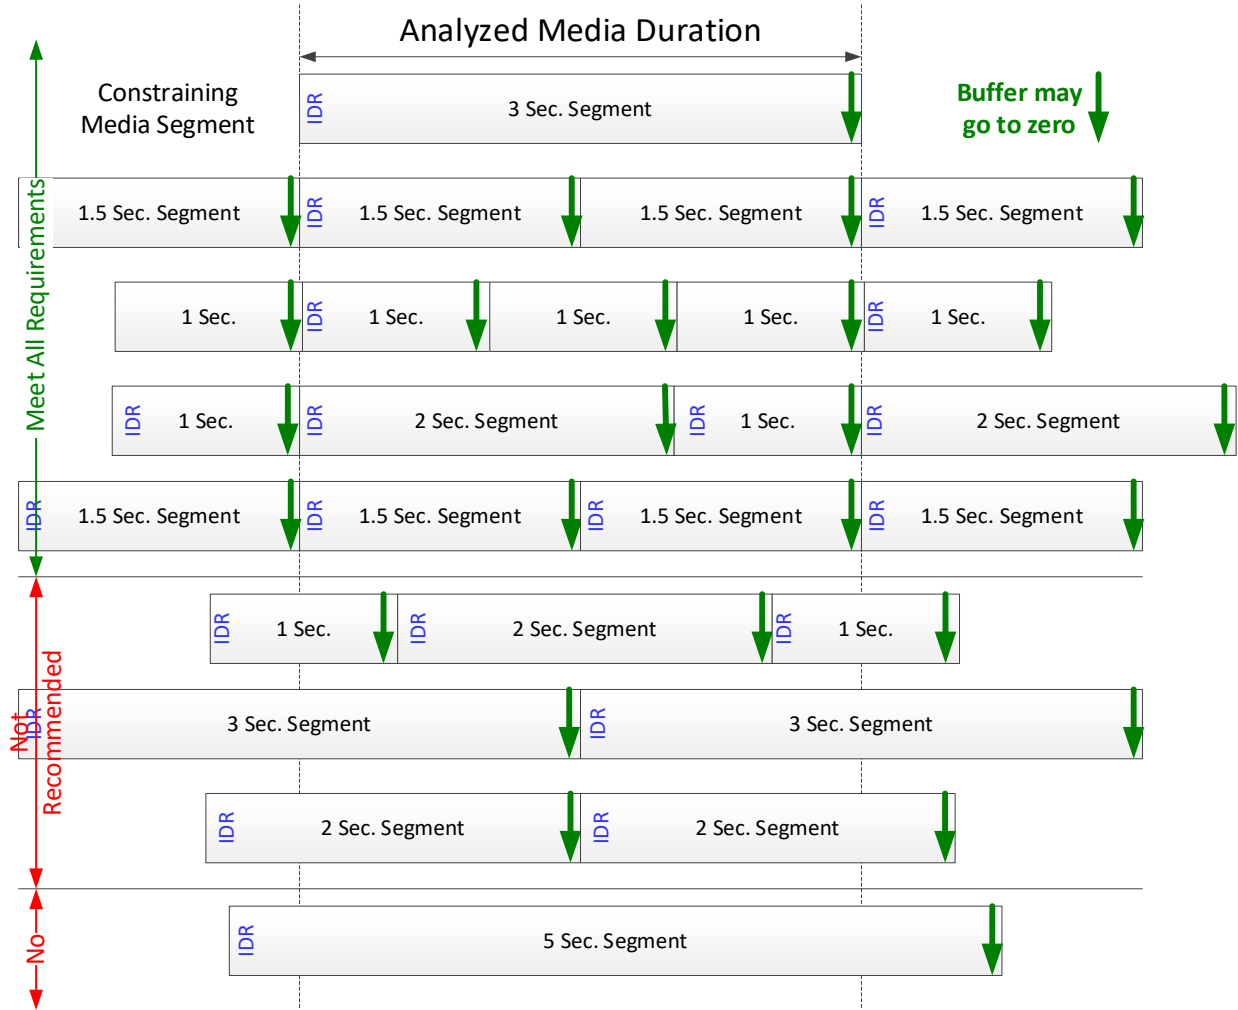 Analyzed Media Duration
Constraining
Media Segment
IDR
3 Sec. Segment
Buffer may
go to zero
Meet All Requirements
1.5 Sec. Segment
IDR
1.5 Sec. Segment
1.5 Sec. Segment
IDR
1.5 Sec. Segment
1 Sec.
IDR
1 Sec.
1 Sec.
1 Sec.
IDR
1 Sec.
IDR
1 Sec.
IDR
2 Sec. Segment
IDR
1 Sec.
IDR
2 Sec. Segment
IDR
1.5 Sec. Segment
IDR
1.5 Sec. Segment
IDR
1.5 Sec. Segment
IDR
1.5 Sec. Segment
Not
Recommended
IDR
1 Sec.
IDR
2 Sec. Segment
IDR
1 Sec.
IDR
3 Sec. Segment
IDR
3 Sec. Segment
IDR
2 Sec. Segment
IDR
2 Sec. Segment
No
IDR
5 Sec. Segment